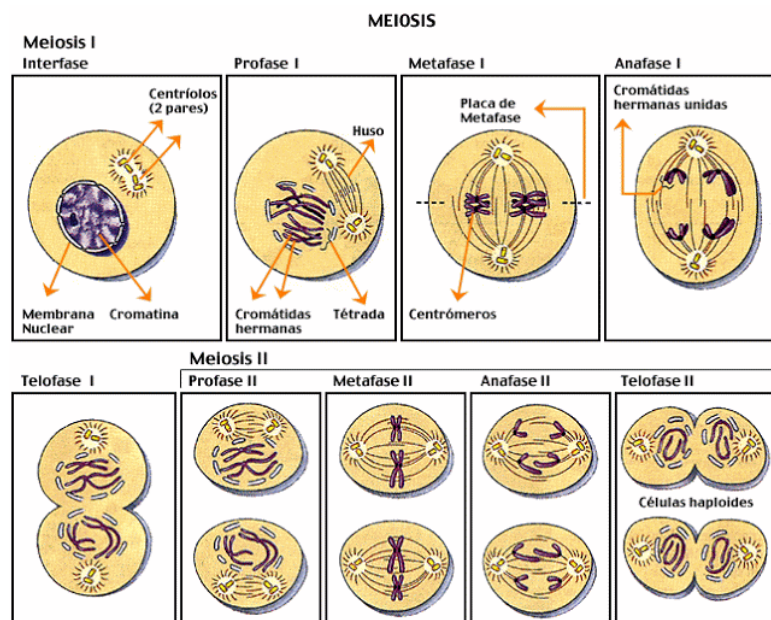 MEIOSIS
Meiosis I
Interfase
Centríolos
(2 pares)
Membrana
Nuclear
Cromatina
Profase I
Huso
Cromátidas
hermanas
Tétrada
Metafase I
Placa de
Metafase
Centrómeros
Anafase I
Cromátidas
hermanas unidas
Telofase I
Meiosis II
Profase II
Metafase II
Anafase II
Telofase II
Células haploides